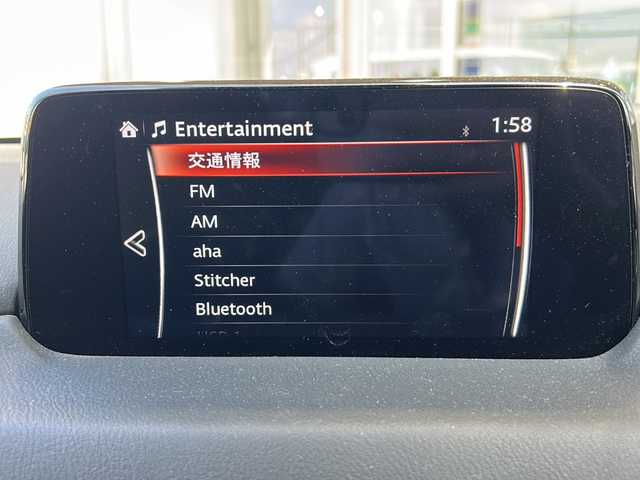 Entertainment 1:58
交通情報
FM
AM
aha
Stitcher
Bluetooth